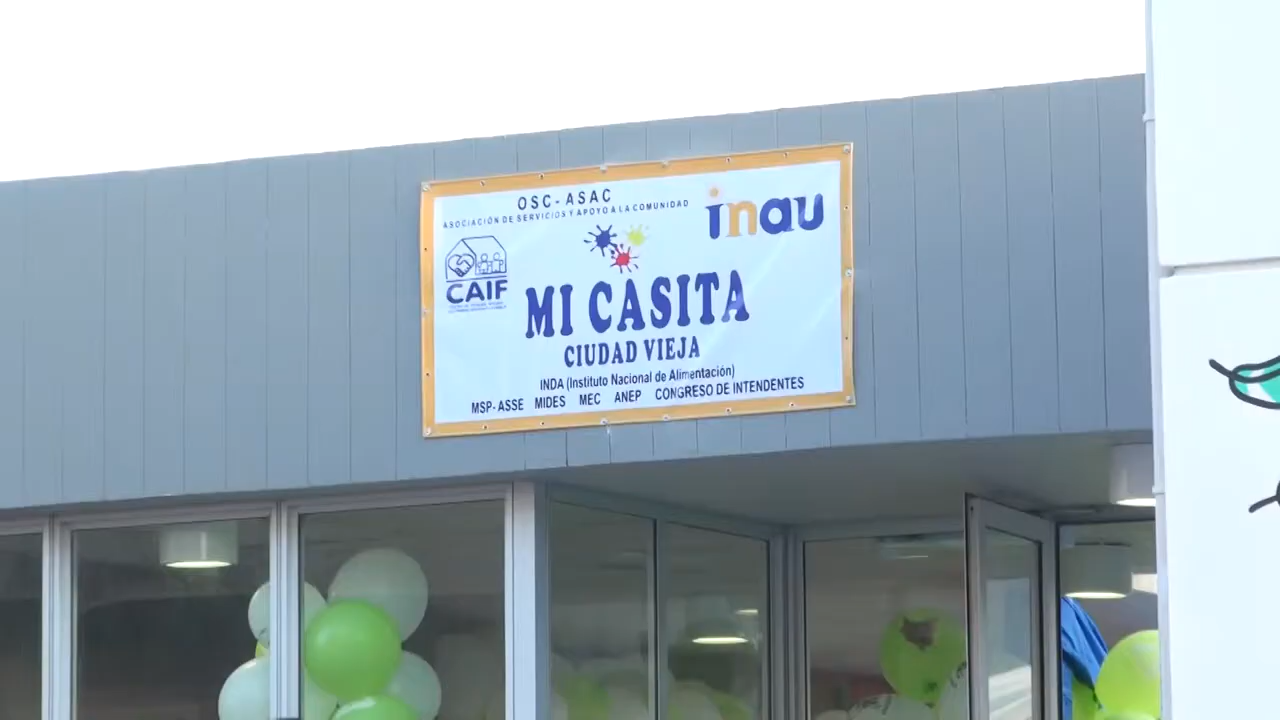 OSC-ASAC
ASOCIACIÓN DE SERVICIOS Y APOYO A LA COMUNIDAD
inau
CAIF
MI CASITA
CIUDAD VIEJA
INDA (Instituto Nacional de Alimentación)
MSP-ASSE MIDES MEC ANEP CONGRESO DE INTENDENTES